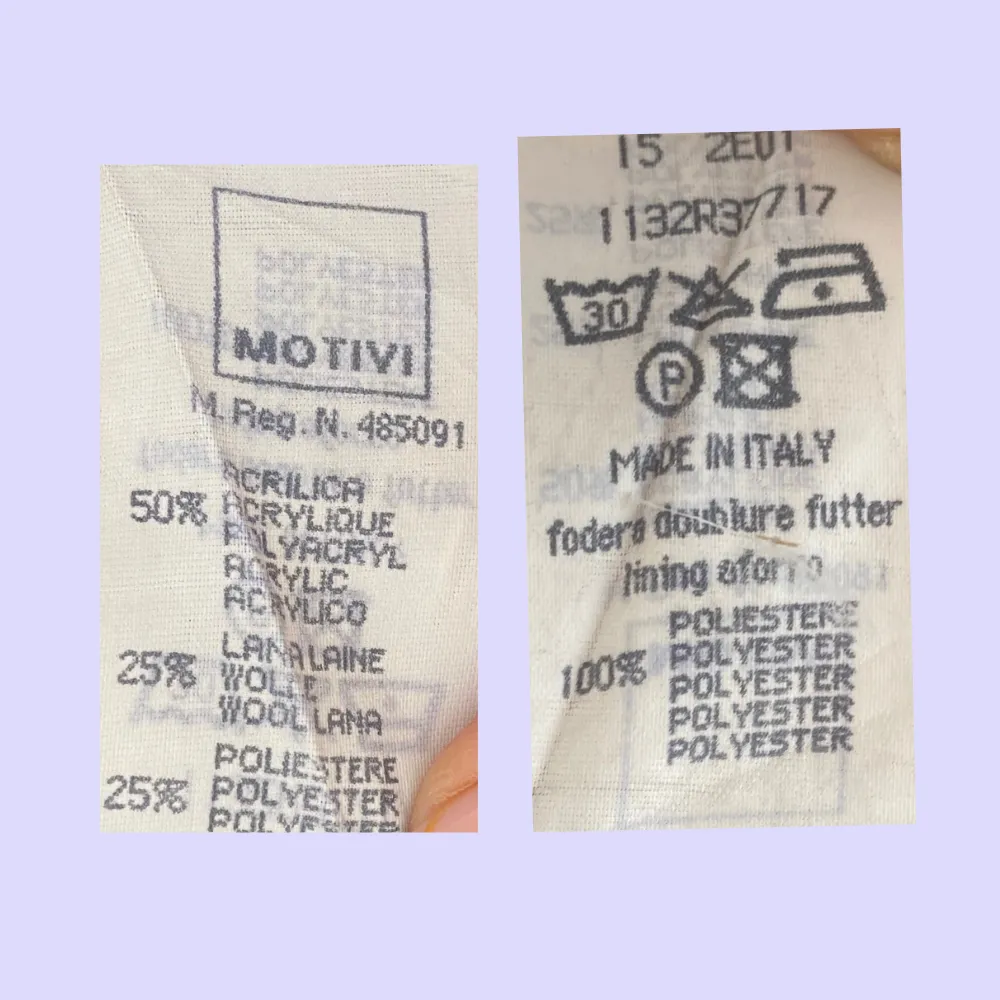 MOTIVI
M. Reg. N. 485091
50% ACRILICA
ACRYLIQUE
POLYACRYL
ACRYLIC
ACRYLICO
25% LANA LAINE
WOLLE
WOOL LANA
25% POLIESTERE
POLYESTER
POLYESTER
15 2E01
1132R37717
30
P
MADE IN ITALY
fodera doublure futter
lining
100% POLIESTERE
POLYESTER
POLYESTER
POLYESTER
POLYESTER